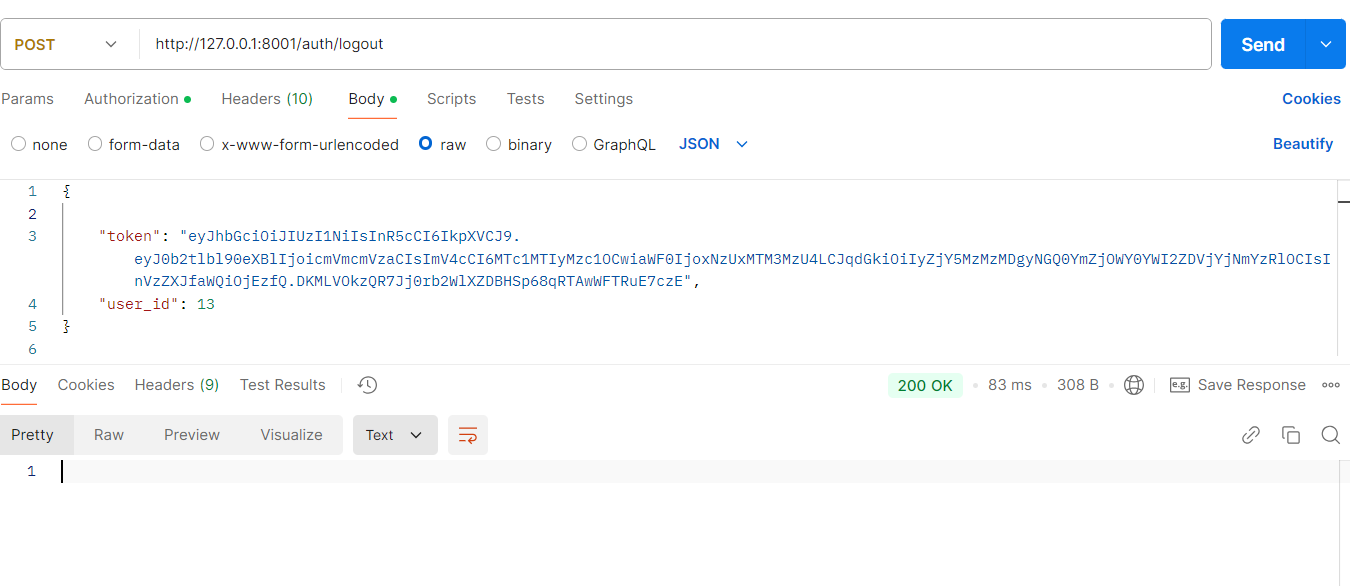 POST http://127.0.0.1:8001/auth/logout Send
Params Authorization Headers (10) Body Scripts Tests Settings Cookies
none form-data x-www-form-urlencoded raw binary GraphQL JSON Beautify
1 {
2
3 "token": "eyJhbGciOiJIUzI1NiIsInR5cCI6IkpXVCJ9.
eyJ0b2tlbl90eXBlIjoicmVmcmVzaCIsImV4cCI6MTc1MTIyMzc1OCwiaWF0IjoxNzUxMTM3MzU4LCJqdGkiOiIyZjY5MzMzMDgyNGQ0YmZjOWY0YWI2ZDVjYjNmYzRlOCIsI
nVzZXJfaWQiOjEzfQ.DKMLVOkzQR7Jj0rb2WlXZDBHSp68qRTAwWFTRuE7czE",
4 "user_id": 13
5 }
6
Body Cookies Headers (9) Test Results 200 OK 83 ms 308 B e.g. Save Response
Pretty Raw Preview Visualize Text
1